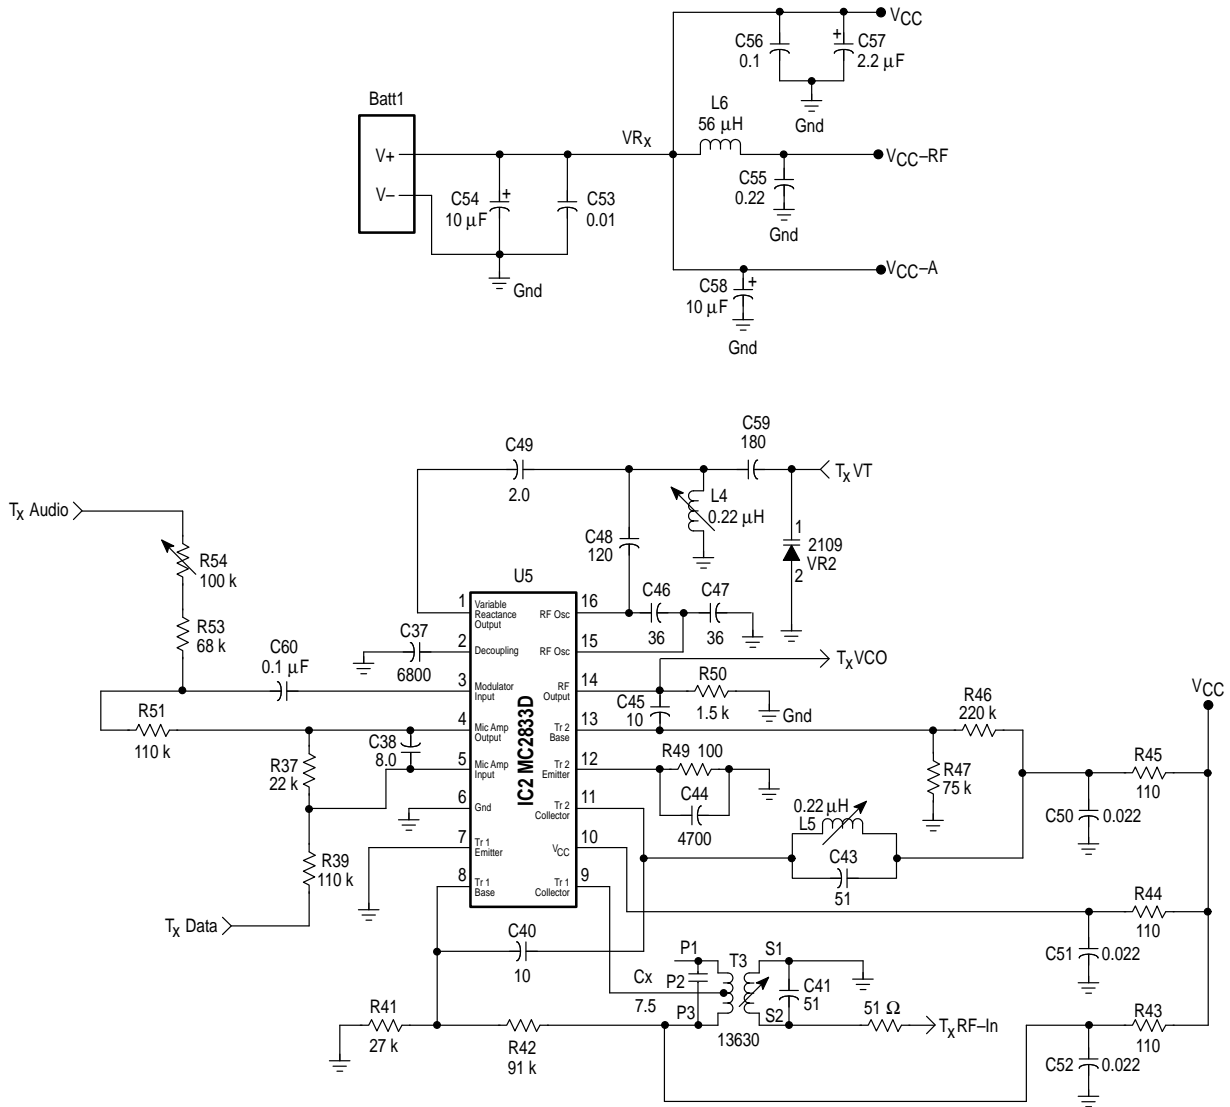 VCC
C56
0.1
+
C57
2.2 µF
Gnd
Batt1
V+
V–
VRx
L6
56 µH
VCC–RF
C55
0.22
Gnd
C54
10 µF
+
C53
0.01
Gnd
VCC–A
C58
10 µF
+
Gnd
C49
2.0
C59
180
Tx VT
L4
0.22 µH
Tx Audio
R54
100 k
C48
120
1
2109
VR2
2
U5
R53
68 k
C60
0.1 µF
C37
6800
1
Variable
Reactance
Output
2
Decoupling
3
Modulator
Input
4
Mic Amp
Output
5
Mic Amp
Input
6
Gnd
7
Tr 1
Emitter
8
Tr 1
Base
IC2 MC2833D
16
RF Osc
15
RF Osc
14
RF
Output
13
Tr 2
Base
12
Tr 2
Emitter
11
Tr 2
Collector
10
VCC
9
Tr 1
Collector
C46
36
C47
36
TxVCO
C45
10
R50
1.5 k
Gnd
R46
220 k
VCC
R51
110 k
C38
8.0
R37
22 k
R49 100
C44
4700
R47
75 k
R45
110
C50
0.022
0.22 µH
L5
C43
51
R39
110 k
Tx Data
C40
10
R44
110
C51
0.022
P1
P2
P3
Cx
7.5
T3
13630
S1
S2
C41
51
51 Ω
TxRF–In
R41
27 k
R42
91 k
R43
110
C52
0.022